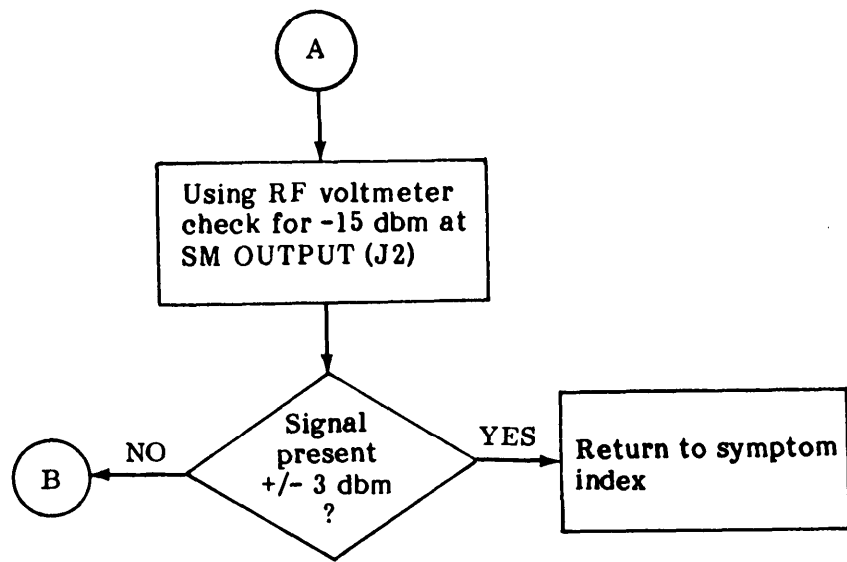 A
Using RF voltmeter
check for -15 dbm at
SM OUTPUT (J2)
Signal
present
+/- 3 dbm
?
NO
B
YES
Return to symptom
index